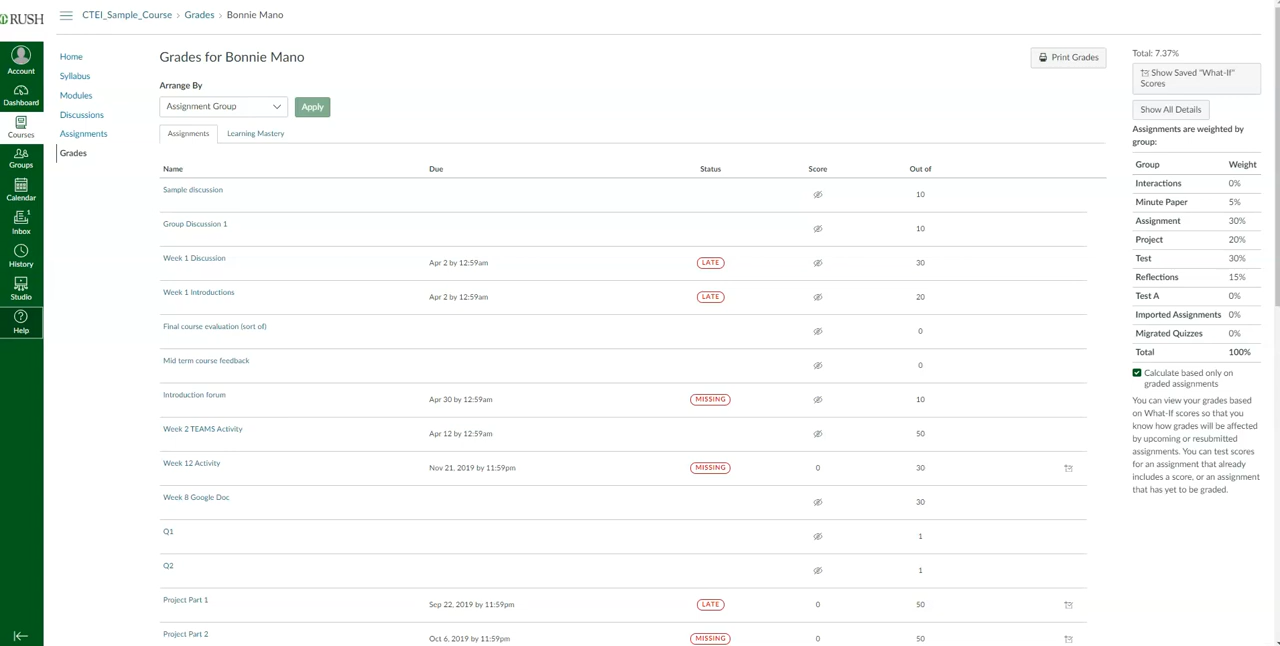 RUSH
CTEI_Sample_Course › Grades › Bonnie Mano
Account
Dashboard
Courses
Groups
Calendar
1
Inbox
History
Studio
Help
Home
Syllabus
Modules
Discussions
Assignments
Grades
Grades for Bonnie Mano
Print Grades
Arrange By
Assignment Group
Apply
Assignments Learning Mastery
Name Due Status Score Out of
Sample discussion 10
Group Discussion 1 10
Week 1 Discussion Apr 2 by 12:59am LATE 30
Week 1 Introductions Apr 2 by 12:59am LATE 20
Final course evaluation (sort of) 0
Mid term course feedback 0
Introduction forum Apr 30 by 12:59am MISSING 10
Week 2 TEAMS Activity Apr 12 by 12:59am 50
Week 12 Activity Nov 21, 2019 by 11:59pm MISSING 0 30
Week 8 Google Doc 30
Q1 1
Q2 1
Project Part 1 Sep 22, 2019 by 11:59pm LATE 0 50
Project Part 2 Oct 6, 2019 by 11:59pm MISSING 0 50
Total: 7.37%
Show Saved "What-If"
Scores
Show All Details
Assignments are weighted by
group:
Group Weight
Interactions 0%
Minute Paper 5%
Assignment 30%
Project 20%
Test 30%
Reflections 15%
Test A 0%
Imported Assignments 0%
Migrated Quizzes 0%
Total 100%
Calculate based only on
graded assignments
You can view your grades based
on What-If scores so that you
know how grades will be affected
by upcoming or resubmitted
assignments. You can test scores
for an assignment that already
includes a score, or an assignment
that has yet to be graded.